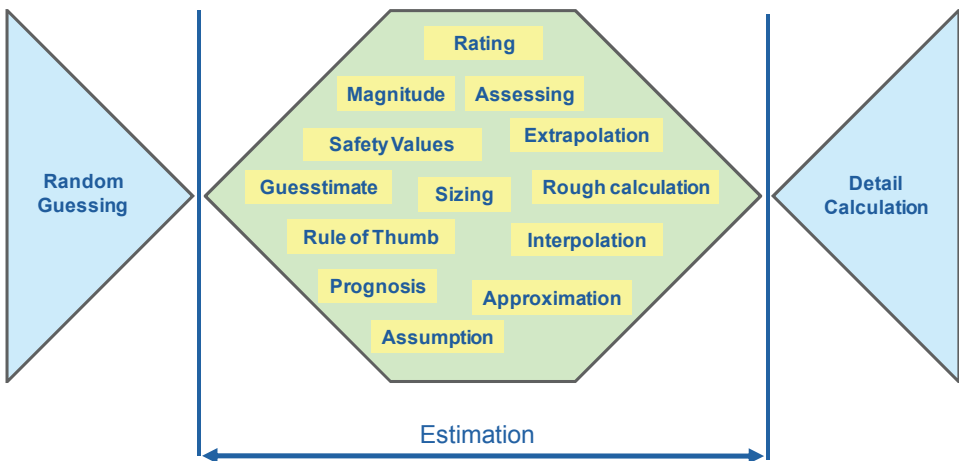 Rating
Magnitude
Assessing
Safety Values
Extrapolation
Random
Guessing
Guesstimate
Sizing
Rough calculation
Detail
Calculation
Rule of Thumb
Interpolation
Prognosis
Approximation
Assumption
Estimation